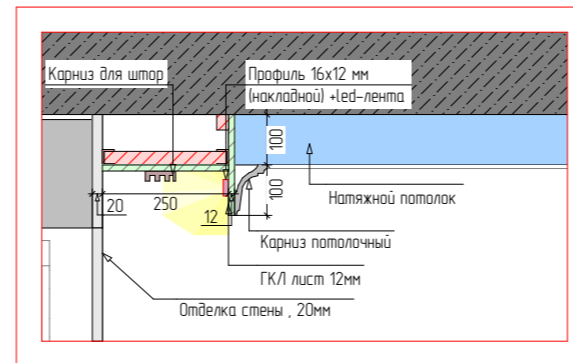 Карниз для штор
Профиль 16х12 мм
(накладной) +led-лента
100
100
20
250
12
Натяжной потолок
Карниз потолочный
ГКЛ лист 12мм
Отделка стены , 20мм